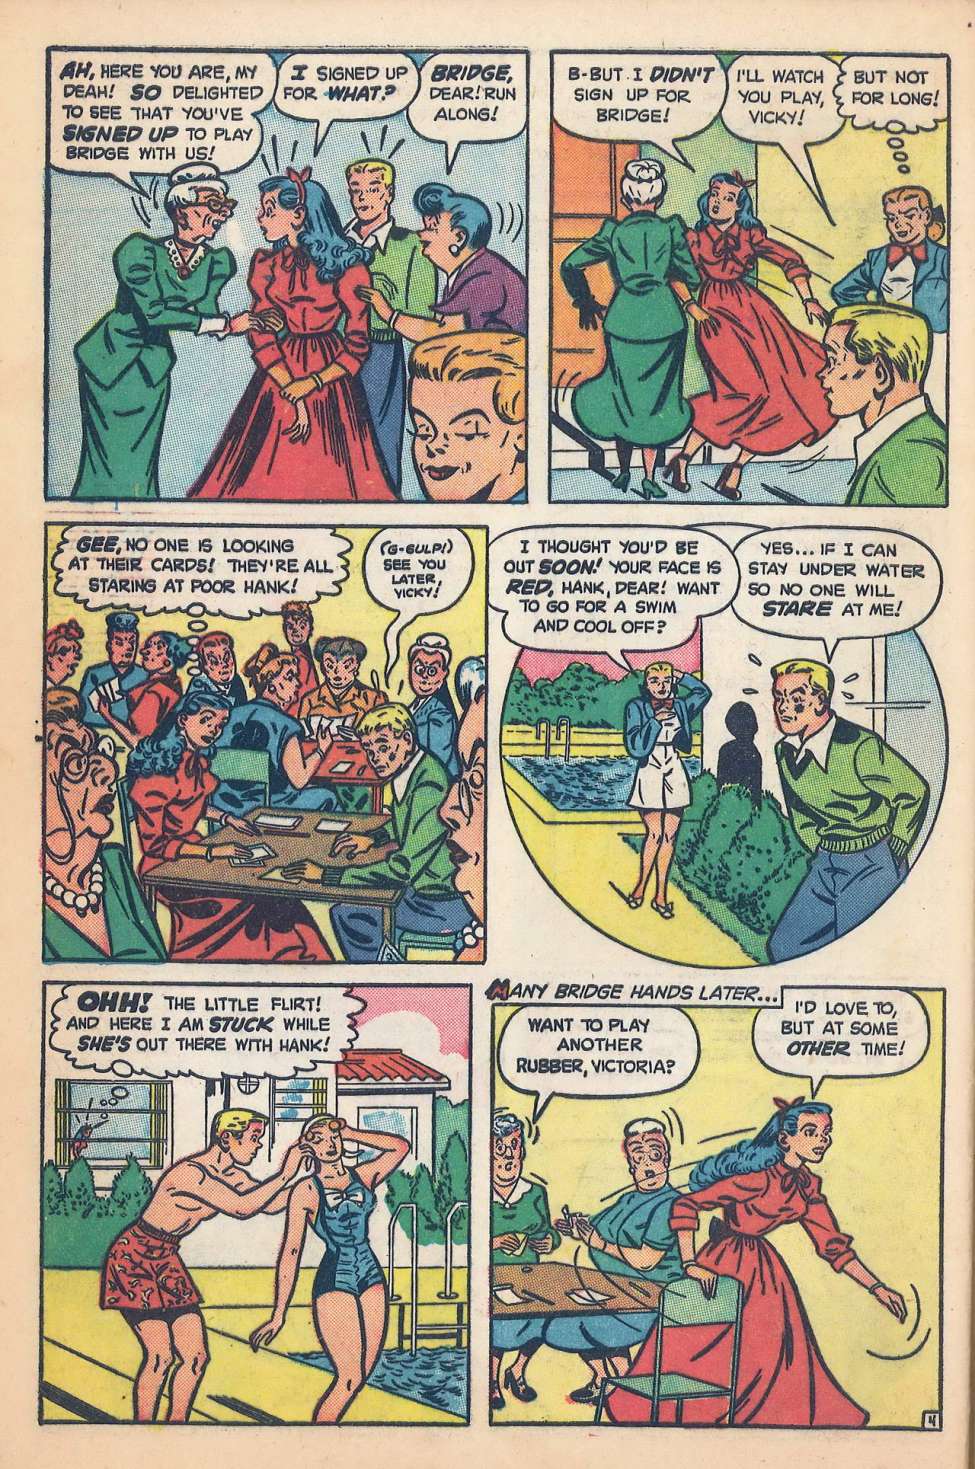 AH, HERE YOU ARE, MY
DEAH! SO DELIGHTED
TO SEE THAT YOU'VE
SIGNED UP TO PLAY
BRIDGE WITH US!
I SIGNED UP
FOR WHAT?
BRIDGE,
DEAR! RUN
ALONG!
B-BUT I DIDN'T
SIGN UP FOR
BRIDGE!
I'LL WATCH
YOU PLAY,
VICKY!
BUT NOT
FOR LONG!
GEE, NO ONE IS LOOKING
AT THEIR CARDS! THEY'RE ALL
STARING AT POOR HANK!
(G-GULP!)
SEE YOU
LATER,
VICKY!
I THOUGHT YOU'D BE
OUT SOON! YOUR FACE IS
RED, HANK, DEAR! WANT
TO GO FOR A SWIM
AND COOL OFF?
YES... IF I CAN
STAY UNDER WATER
SO NO ONE WILL
STARE AT ME!
OHH! THE LITTLE FLIRT!
AND HERE I AM STUCK WHILE
SHE'S OUT THERE WITH HANK!
MANY BRIDGE HANDS LATER...
WANT TO PLAY
ANOTHER
RUBBER, VICTORIA?
I'D LOVE TO,
BUT AT SOME
OTHER TIME!
4